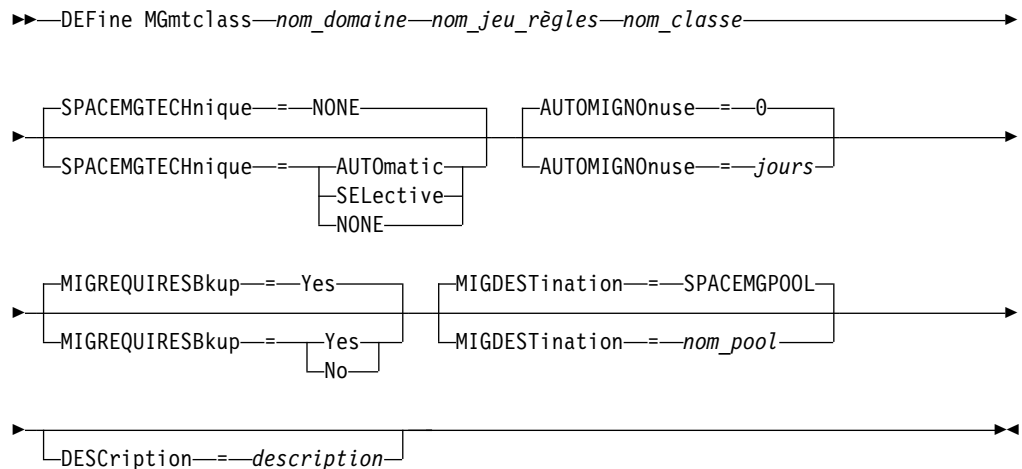 DEFine MGmtclass nom_domaine nom_jeu_règles nom_classe
SPACEMGTECHnique = NONE AUTOMIGNOnuse = 0
SPACEMGTECHnique = AUTOmatic AUTOMIGNOnuse = jours
SELective
NONE
MIGREQUIRESBkup = Yes MIGDESTination = SPACEMGPOOL
MIGREQUIRESBkup = Yes MIGDESTination = nom_pool
No
DESCription = description